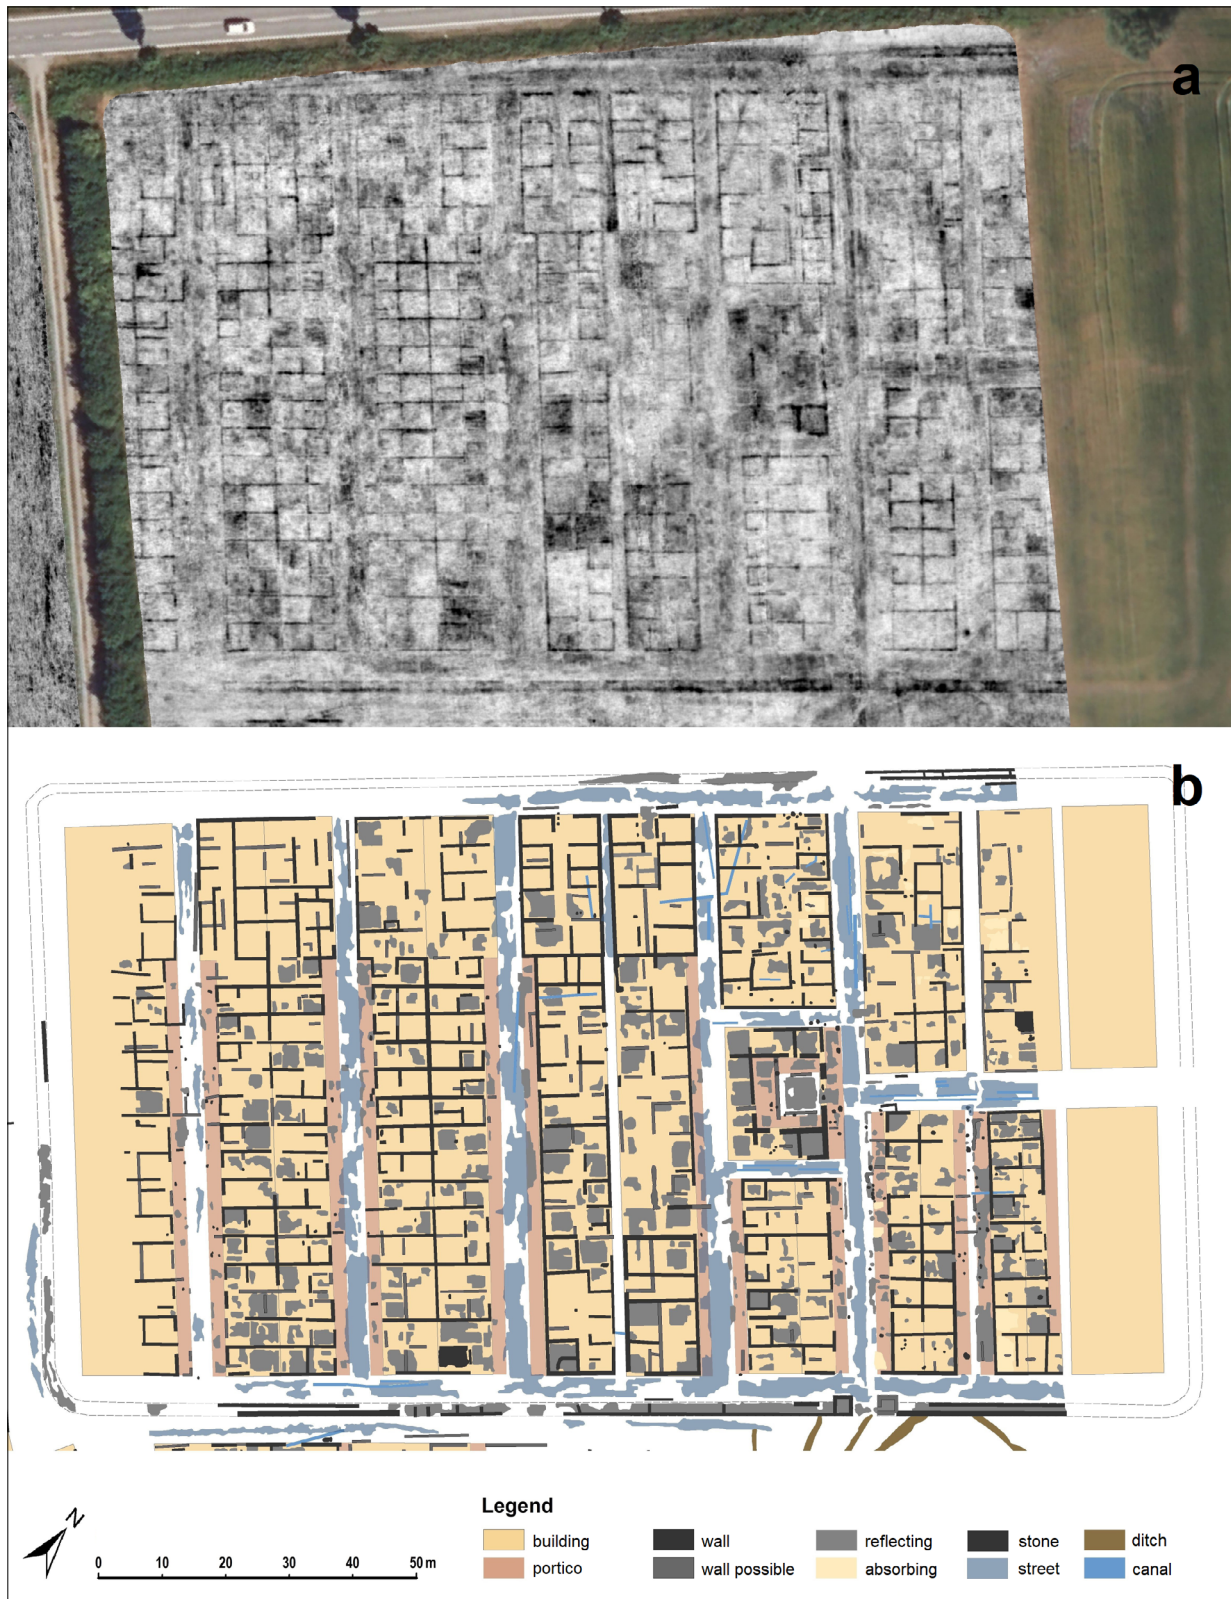 a
b
N
0 10 20 30 40 50 m
Legend
building wall reflecting stone ditch
portico wall possible absorbing street canal